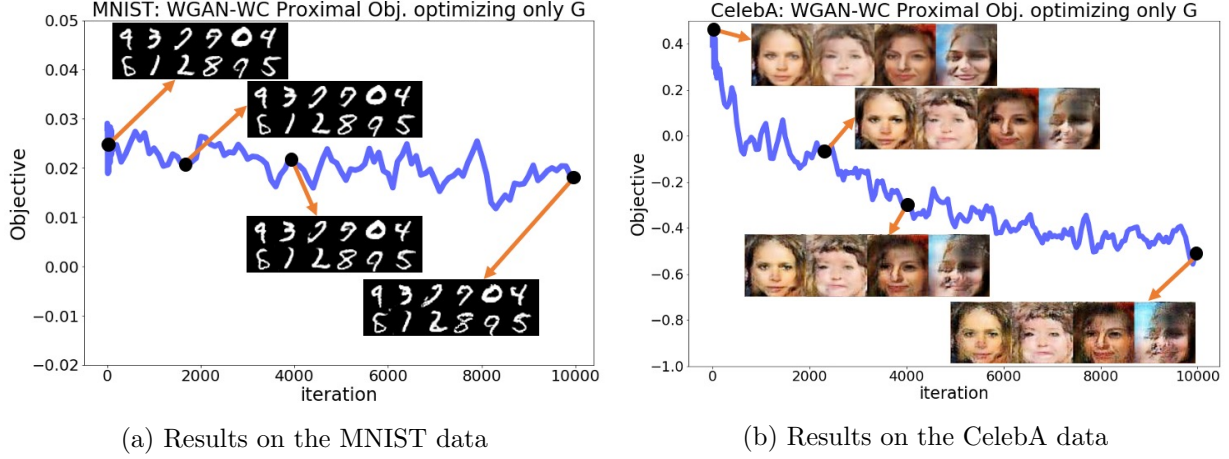 MNIST: WGAN-WC Proximal Obj. optimizing only G
0.05
0.04
0.03
0.02
0.01
0.00
−0.01
−0.02
Objective
0 2000 4000 6000 8000 10000
iteration
(a) Results on the MNIST data
CelebA: WGAN-WC Proximal Obj. optimizing only G
0.4
0.2
0.0
−0.2
−0.4
−0.6
−0.8
−1.0
Objective
0 2000 4000 6000 8000 10000
iteration
(b) Results on the CelebA data